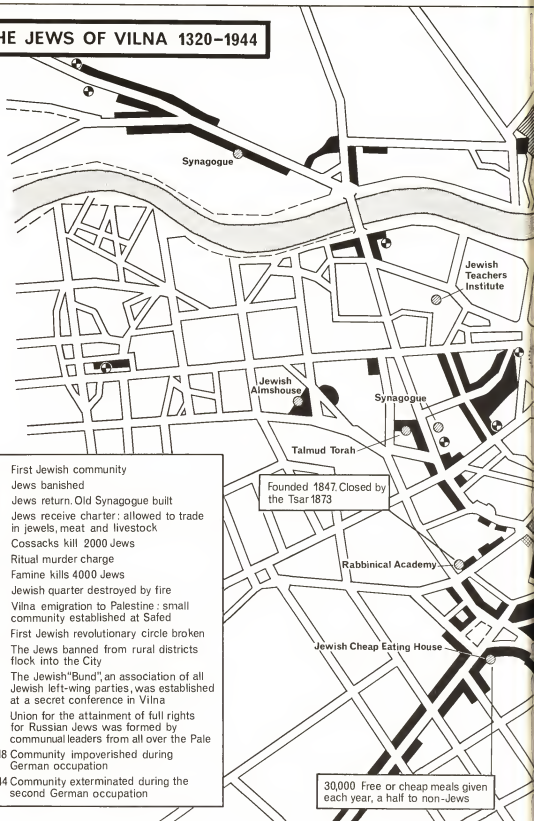 HE JEWS OF VILNA 1320–1944
Synagogue
Jewish
Teachers
Institute
Jewish
Almshouse
Synagogue
Talmud Torah
Founded 1847. Closed by
the Tsar 1873
Rabbinical Academy
Jewish Cheap Eating House
30,000 Free or cheap meals given
each year, a half to non-Jews
First Jewish community
Jews banished
Jews return. Old Synagogue built
Jews receive charter: allowed to trade
in jewels, meat and livestock
Cossacks kill 2000 Jews
Ritual murder charge
Famine kills 4000 Jews
Jewish quarter destroyed by fire
Vilna emigration to Palestine: small
community established at Safed
First Jewish revolutionary circle broken
The Jews banned from rural districts
flock into the City
The Jewish "Bund", an association of all
Jewish left-wing parties, was established
at a secret conference in Vilna
Union for the attainment of full rights
for Russian Jews was formed by
communual leaders from all over the Pale
18 Community impoverished during
German occupation
44 Community exterminated during the
second German occupation